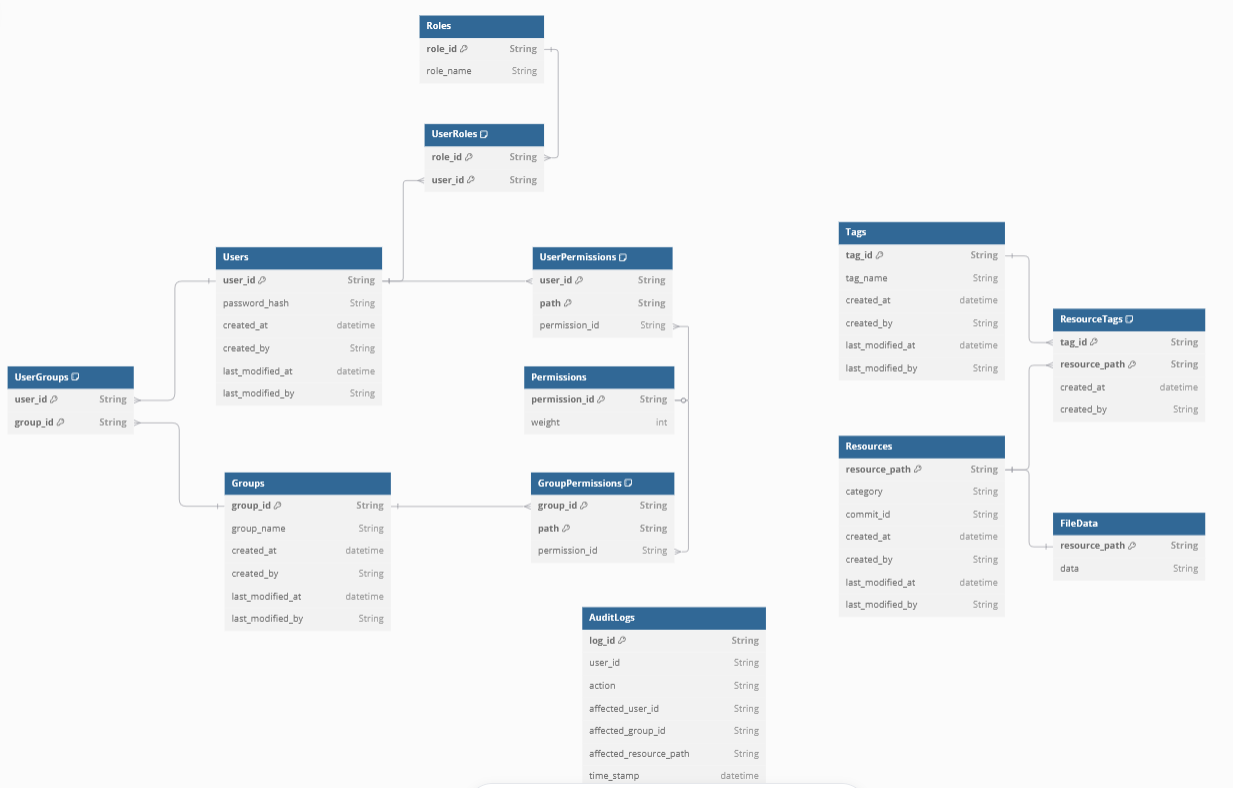 Roles
role_id String
role_name String
UserRoles
role_id String
user_id String
Users
user_id String
password_hash String
created_at datetime
created_by String
last_modified_at datetime
last_modified_by String
UserPermissions
user_id String
path String
permission_id String
UserGroups
user_id String
group_id String
Permissions
permission_id String
weight int
Groups
group_id String
group_name String
created_at datetime
created_by String
last_modified_at datetime
last_modified_by String
GroupPermissions
group_id String
path String
permission_id String
AuditLogs
log_id String
user_id String
action String
affected_user_id String
affected_group_id String
affected_resource_path String
time_stamp datetime
Tags
tag_id String
tag_name String
created_at datetime
created_by String
last_modified_at datetime
last_modified_by String
ResourceTags
tag_id String
resource_path String
created_at datetime
created_by String
Resources
resource_path String
category String
commit_id String
created_at datetime
created_by String
last_modified_at datetime
last_modified_by String
FileData
resource_path String
data String